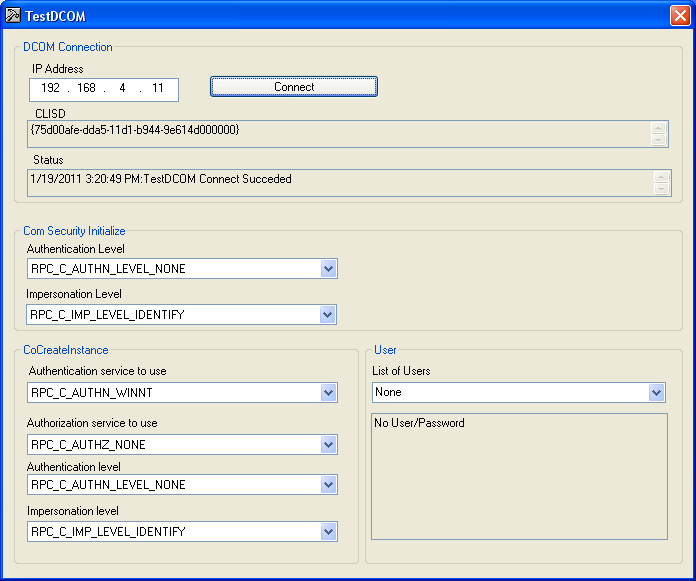 TestDCOM
DCOM Connection
IP Address
192 . 168 . 4 . 11
Connect
CLISD
{75d00afe-dda5-11d1-b944-9e614d000000}
Status
1/19/2011 3:20:49 PM:TestDCOM Connect Succeded
Com Security Initialize
Authentication Level
RPC_C_AUTHN_LEVEL_NONE
Impersonation Level
RPC_C_IMP_LEVEL_IDENTIFY
CoCreateInstance
Authentication service to use
RPC_C_AUTHN_WINNT
Authorization service to use
RPC_C_AUTHZ_NONE
Authentication level
RPC_C_AUTHN_LEVEL_NONE
Impersonation level
RPC_C_IMP_LEVEL_IDENTIFY
User
List of Users
None
No User/Password